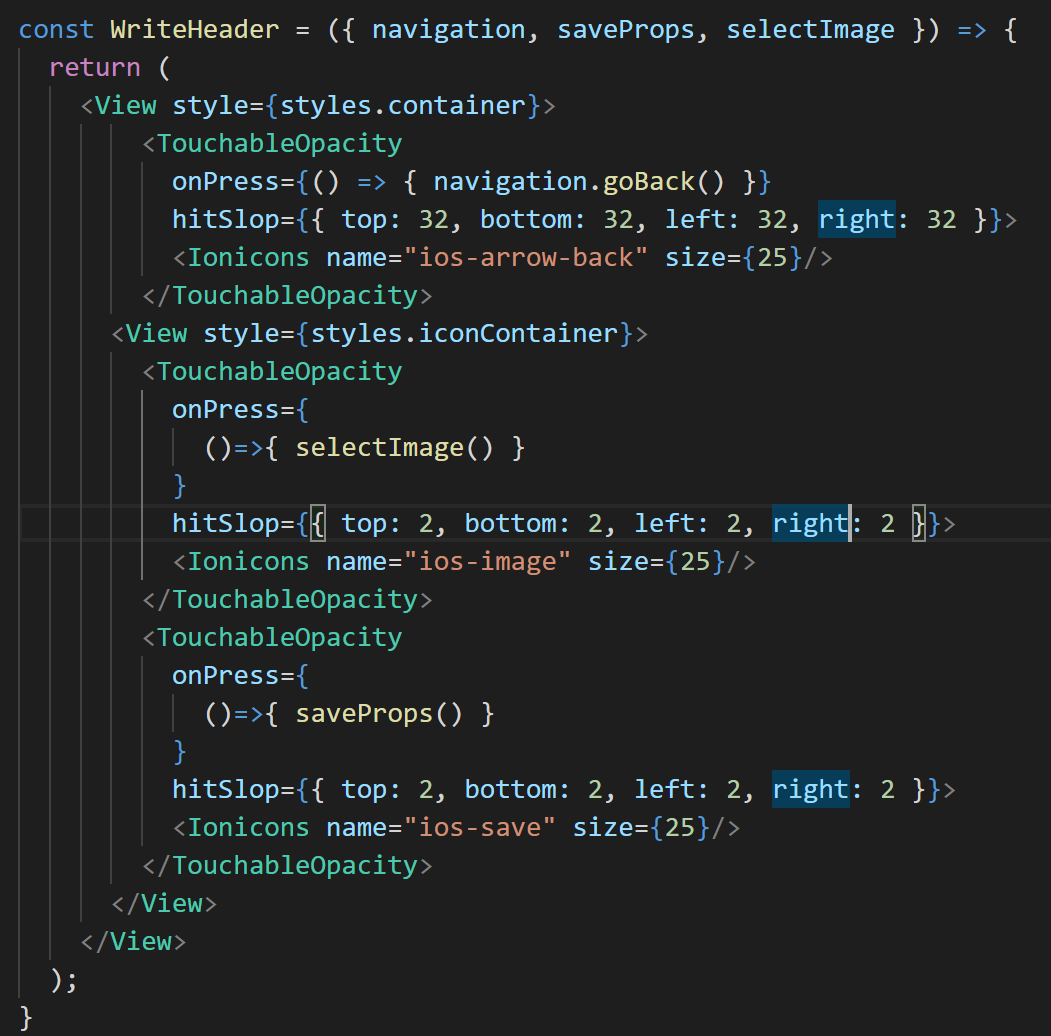 const WriteHeader = ({ navigation, saveProps, selectImage }) => {
  return (
    <View style={styles.container}>
        <TouchableOpacity
          onPress={() => { navigation.goBack() }}
          hitSlop={{ top: 32, bottom: 32, left: 32, right: 32 }}>
          <Ionicons name="ios-arrow-back" size={25}/>
        </TouchableOpacity>
      <View style={styles.iconContainer}>
        <TouchableOpacity
          onPress={
            ()=>{ selectImage() }
          }
          hitSlop={{ top: 2, bottom: 2, left: 2, right: 2 }}>
          <Ionicons name="ios-image" size={25}/>
        </TouchableOpacity>
        <TouchableOpacity
          onPress={
            ()=>{ saveProps() }
          }
          hitSlop={{ top: 2, bottom: 2, left: 2, right: 2 }}>
          <Ionicons name="ios-save" size={25}/>
        </TouchableOpacity>
      </View>
    </View>
  );
}